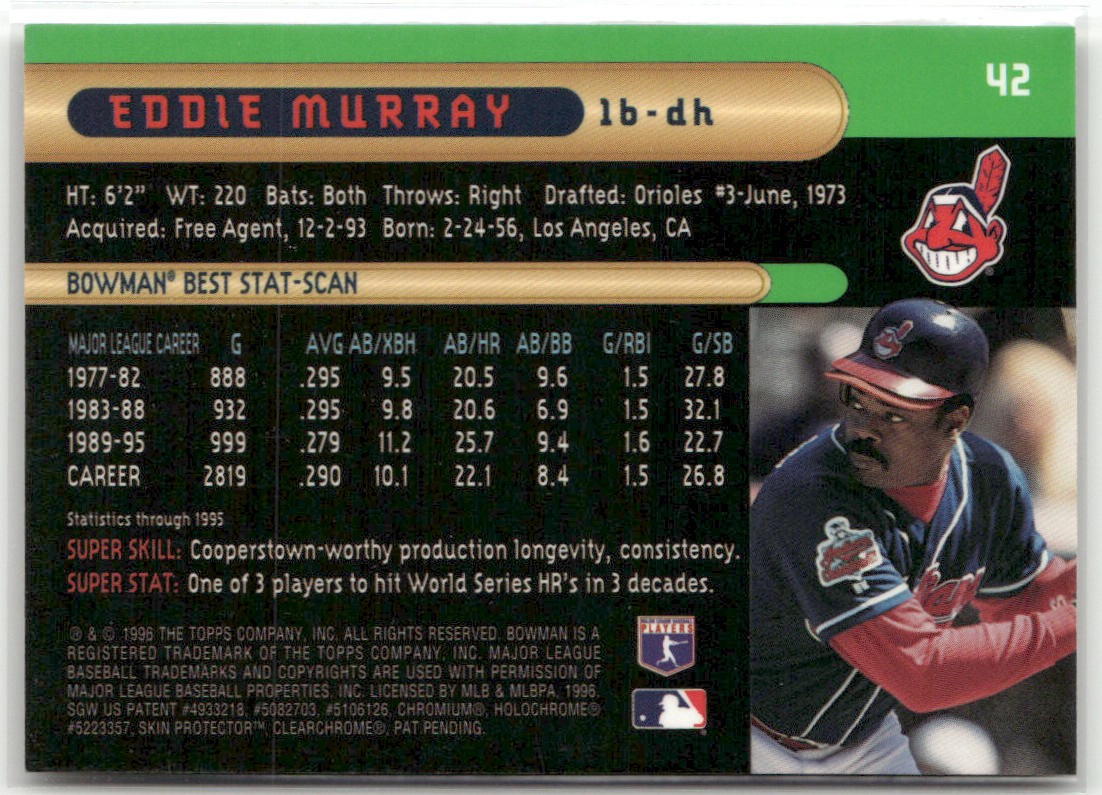 42
EDDIE MURRAY 1b-dh
HT: 6'2" WT: 220 Bats: Both Throws: Right Drafted: Orioles #3-June, 1973
Acquired: Free Agent, 12-2-93 Born: 2-24-56, Los Angeles, CA
BOWMAN® BEST STAT-SCAN
MAJOR LEAGUE CAREER G AVG AB/XBH AB/HR AB/BB G/RBI G/SB
1977-82 888 .295 9.5 20.5 9.6 1.5 27.8
1983-88 932 .295 9.8 20.6 6.9 1.5 32.1
1989-95 999 .279 11.2 25.7 9.4 1.6 22.7
CAREER 2819 .290 10.1 22.1 8.4 1.5 26.8
Statistics through 1995
SUPER SKILL: Cooperstown-worthy production longevity, consistency.
SUPER STAT: One of 3 players to hit World Series HR's in 3 decades.
® & © 1996 THE TOPPS COMPANY, INC. ALL RIGHTS RESERVED. BOWMAN IS A
REGISTERED TRADEMARK OF THE TOPPS COMPANY, INC. MAJOR LEAGUE
BASEBALL TRADEMARKS AND COPYRIGHTS ARE USED WITH PERMISSION OF
MAJOR LEAGUE BASEBALL PROPERTIES, INC. LICENSED BY MLB & MLBPA, 1996.
SGW US PATENT #4933218, #5082703, #5106126, CHROMIUM®, HOLOCHROME®
#5223357, SKIN PROTECTOR™, CLEARCHROME®, PAT.PENDING.
MAJOR LEAGUE BASEBALL
PLAYERS